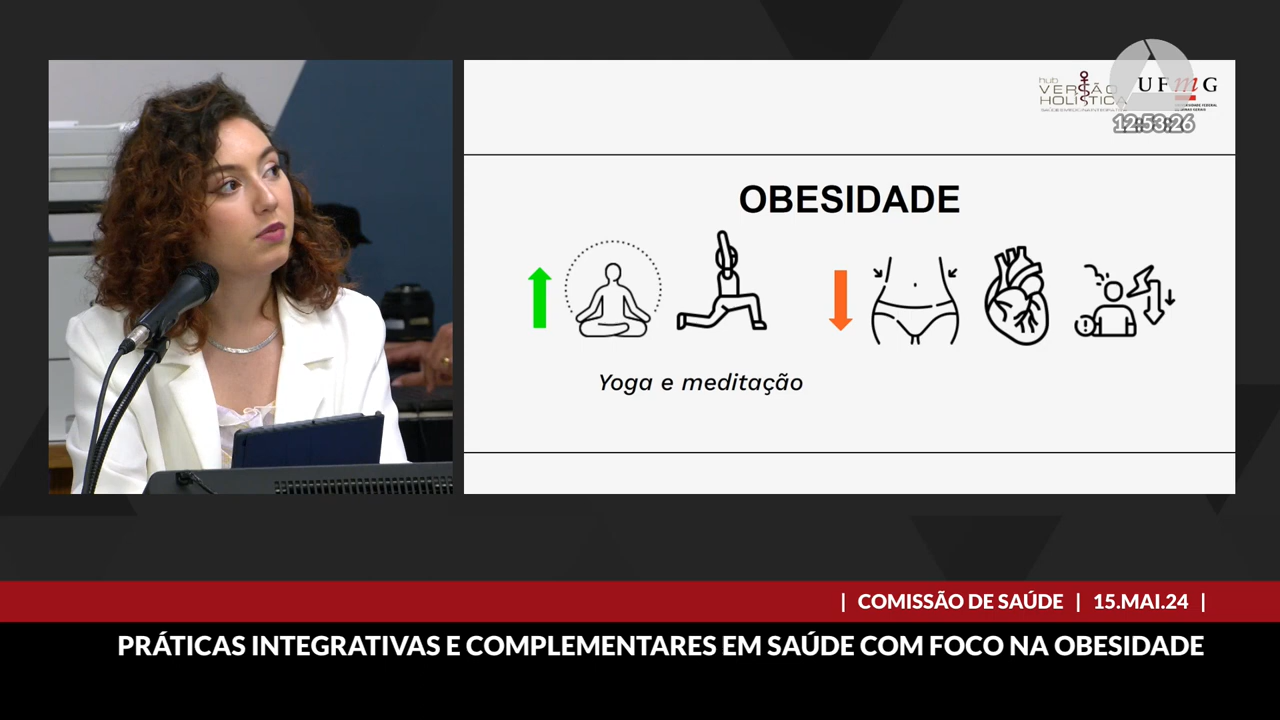 hub
VERSÃO
HOLÍSTICA
UFmG
12:53:26
OBESIDADE
Yoga e meditação
| COMISSÃO DE SAÚDE | 15.MAI.24 |
PRÁTICAS INTEGRATIVAS E COMPLEMENTARES EM SAÚDE COM FOCO NA OBESIDADE